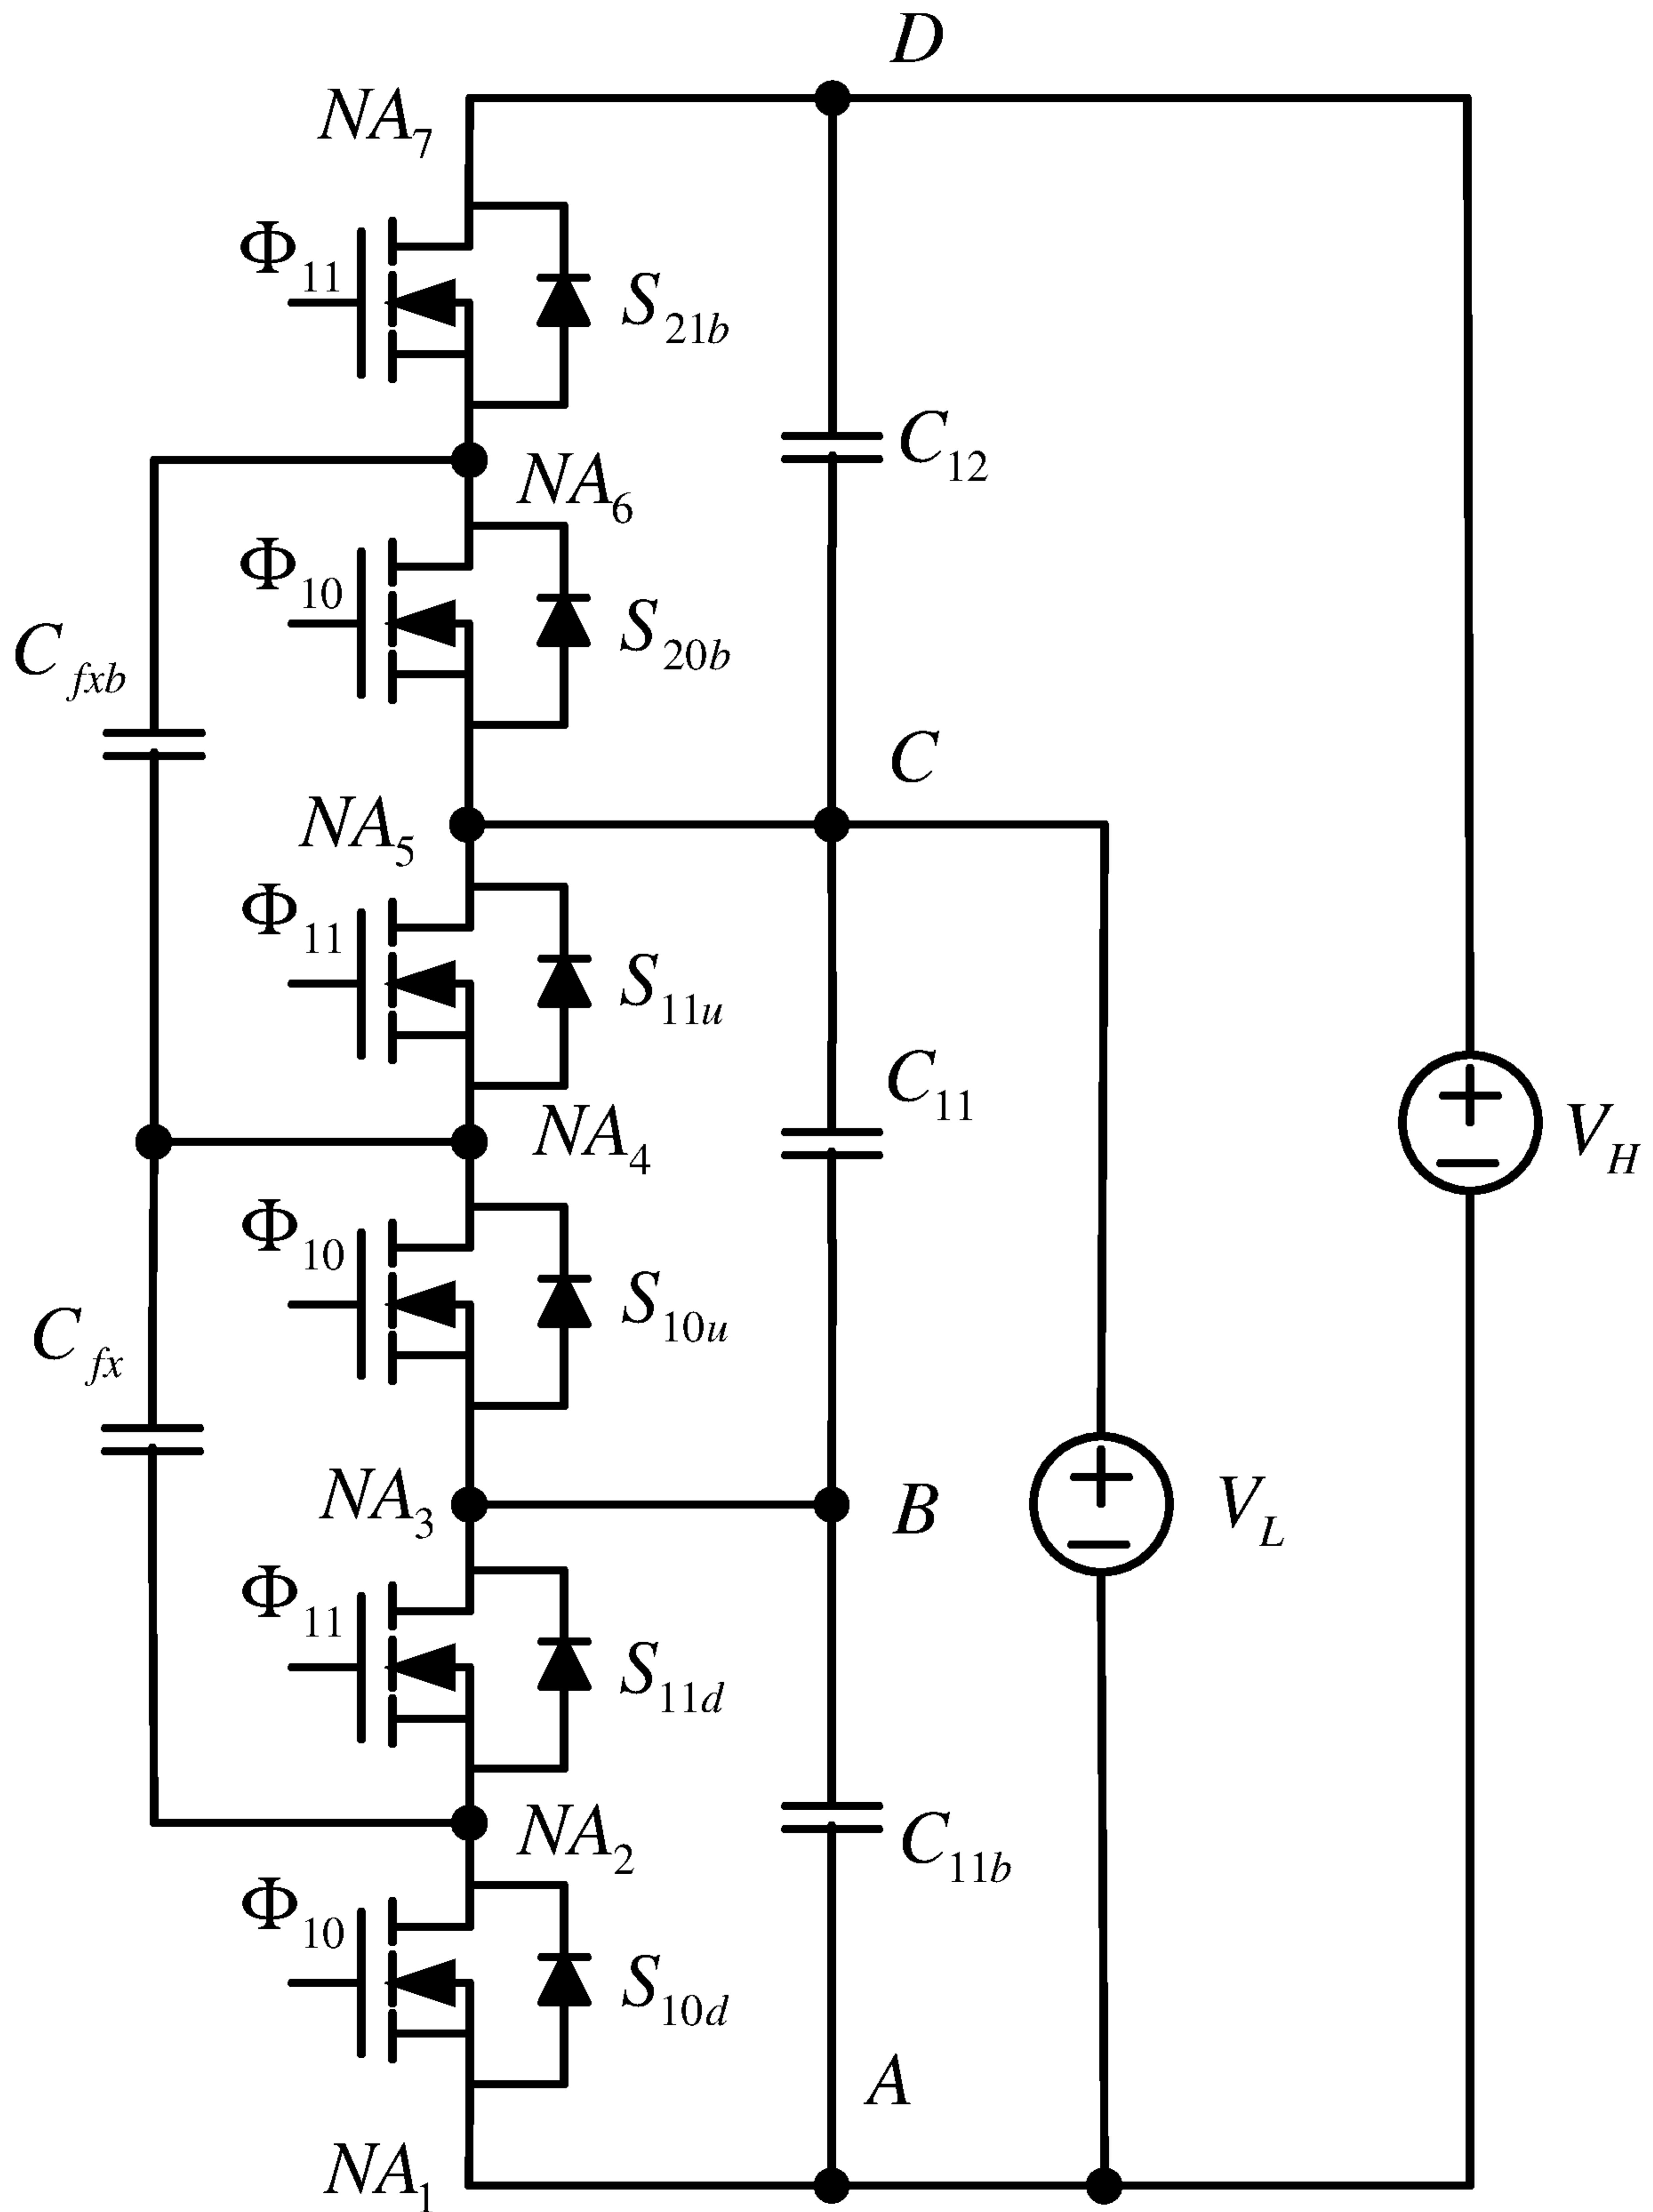 D
NA7
Φ11
S21b
C12
NA6
Φ10
S20b
Cfxb
C
NA5
Φ11
S11u
C11
NA4
VH
Φ10
S10u
Cfx
NA3
B
VL
Φ11
S11d
NA2
C11b
Φ10
S10d
A
NA1